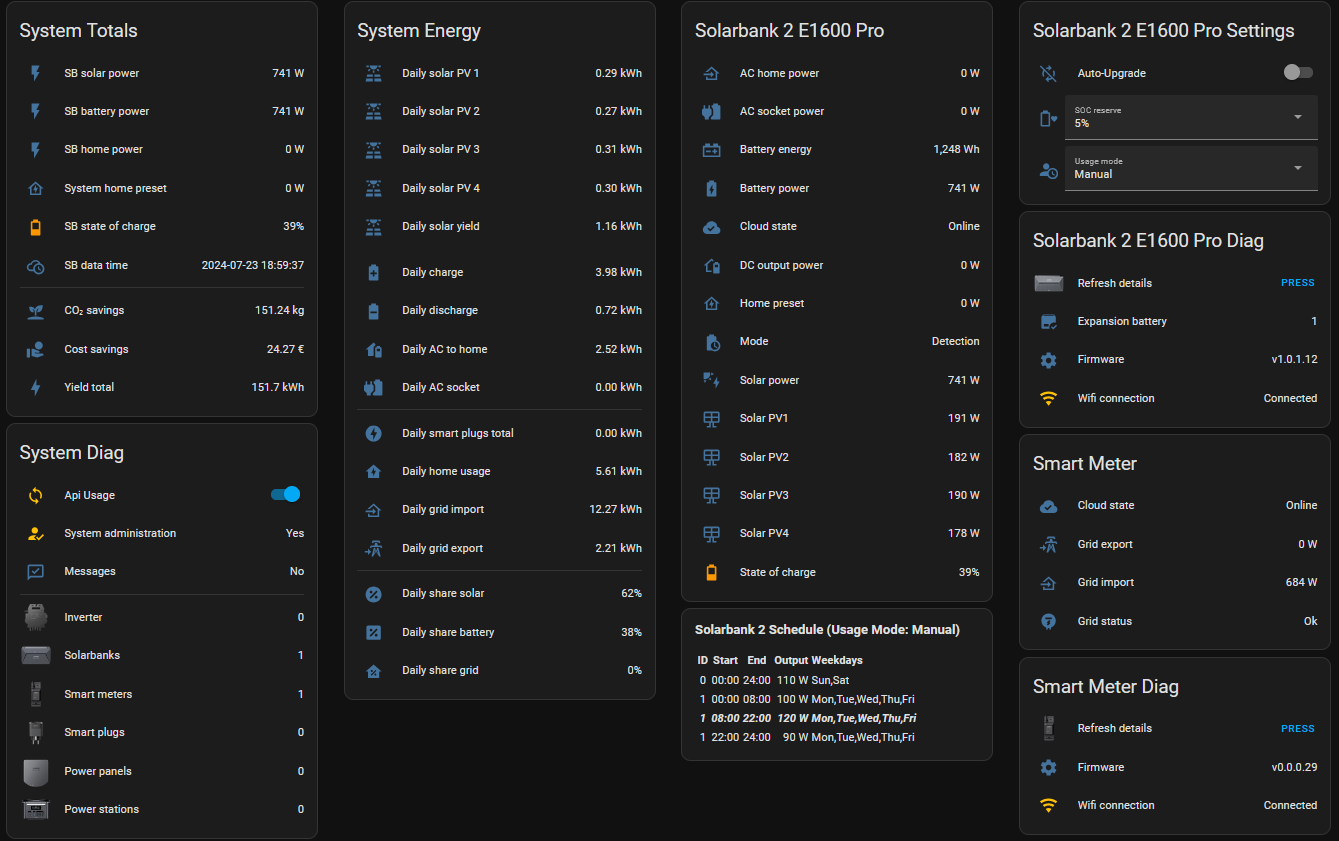 System Totals
SB solar power 741 W
SB battery power 741 W
SB home power 0 W
System home preset 0 W
SB state of charge 39%
SB data time 2024-07-23 18:59:37
CO₂ savings 151.24 kg
Cost savings 24.27 €
Yield total 151.7 kWh
System Diag
Api Usage
System administration Yes
Messages No
Inverter 0
Solarbanks 1
Smart meters 1
Smart plugs 0
Power panels 0
Power stations 0
System Energy
Daily solar PV 1 0.29 kWh
Daily solar PV 2 0.27 kWh
Daily solar PV 3 0.31 kWh
Daily solar PV 4 0.30 kWh
Daily solar yield 1.16 kWh
Daily charge 3.98 kWh
Daily discharge 0.72 kWh
Daily AC to home 2.52 kWh
Daily AC socket 0.00 kWh
Daily smart plugs total 0.00 kWh
Daily home usage 5.61 kWh
Daily grid import 12.27 kWh
Daily grid export 2.21 kWh
Daily share solar 62%
Daily share battery 38%
Daily share grid 0%
Solarbank 2 E1600 Pro
AC home power 0 W
AC socket power 0 W
Battery energy 1,248 Wh
Battery power 741 W
Cloud state Online
DC output power 0 W
Home preset 0 W
Mode Detection
Solar power 741 W
Solar PV1 191 W
Solar PV2 182 W
Solar PV3 190 W
Solar PV4 178 W
State of charge 39%
Solarbank 2 Schedule (Usage Mode: Manual)
ID Start End Output Weekdays
0 00:00 24:00 110 W Sun,Sat
1 00:00 08:00 100 W Mon,Tue,Wed,Thu,Fri
1 08:00 22:00 120 W Mon,Tue,Wed,Thu,Fri
1 22:00 24:00 90 W Mon,Tue,Wed,Thu,Fri
Solarbank 2 E1600 Pro Settings
Auto-Upgrade
SOC reserve
5%
Usage mode
Manual
Solarbank 2 E1600 Pro Diag
Refresh details PRESS
Expansion battery 1
Firmware v1.0.1.12
Wifi connection Connected
Smart Meter
Cloud state Online
Grid export 0 W
Grid import 684 W
Grid status Ok
Smart Meter Diag
Refresh details PRESS
Firmware v0.0.0.29
Wifi connection Connected